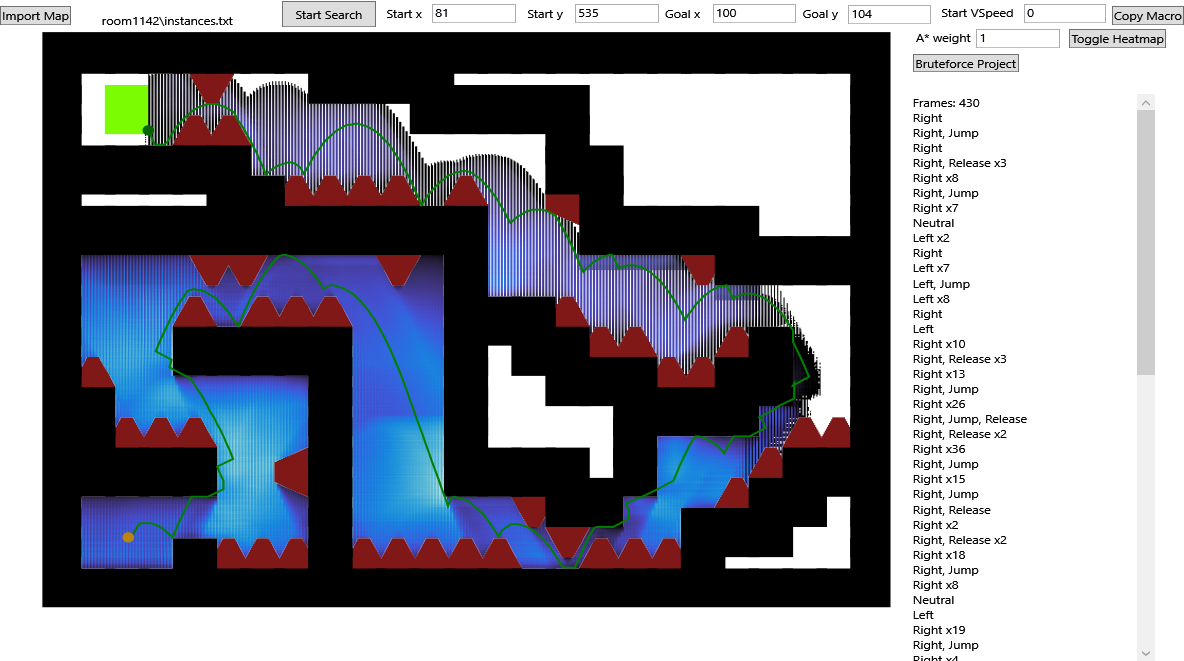 Import Map
room1142\instances.txt
Start Search
Start x 81
Start y 535
Goal x 100
Goal y 104
Start VSpeed 0
Copy Macro
A* weight 1
Toggle Heatmap
Bruteforce Project
Frames: 430
Right
Right, Jump
Right
Right, Release x3
Right x8
Right, Jump
Right x7
Neutral
Left x2
Right
Left x7
Left, Jump
Left x8
Right
Left
Right x10
Right, Release x3
Right x13
Right, Jump
Right x26
Right, Jump, Release
Right, Release x2
Right x36
Right, Jump
Right x15
Right, Jump
Right, Release
Right x2
Right, Release x2
Right x18
Right, Jump
Right x8
Neutral
Left
Right x19
Right, Jump
Right x4